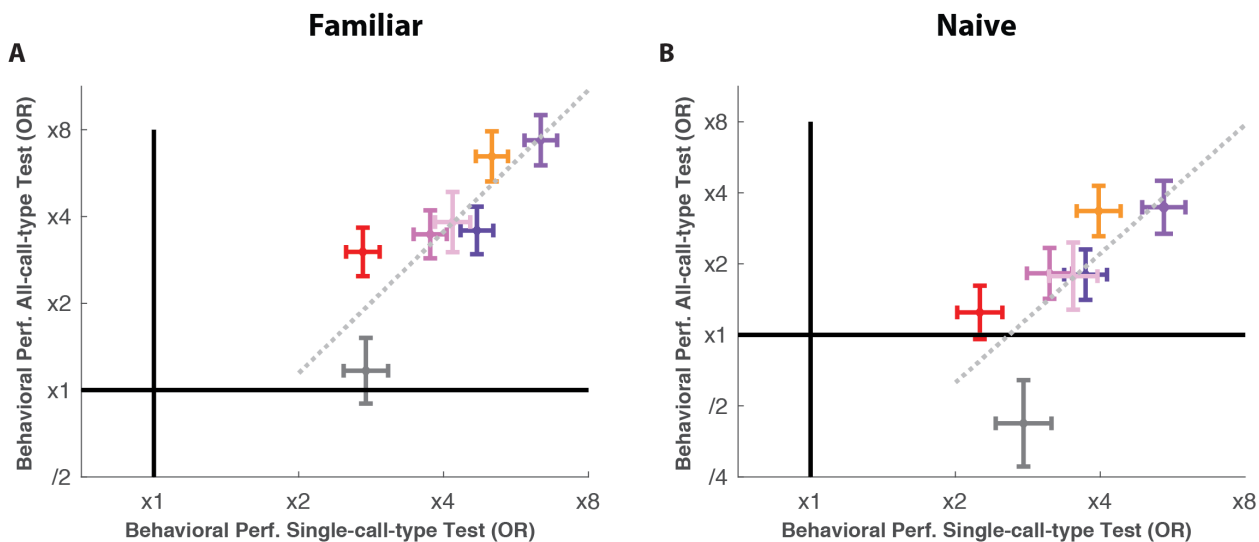 Familiar
Naive
A
B
Behavioral Perf. All-call-type Test (OR)
x8
x4
x2
x1
/2
x1
x2
x4
x8
Behavioral Perf. Single-call-type Test (OR)
Behavioral Perf. All-call-type Test (OR)
x8
x4
x2
x1
/2
/4
x1
x2
x4
x8
Behavioral Perf. Single-call-type Test (OR)